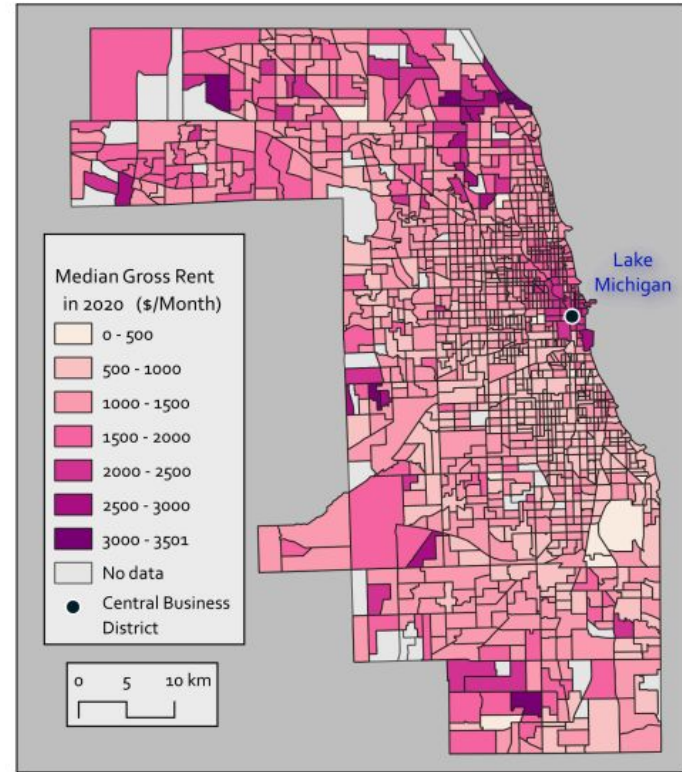 Lake
Michigan
Median Gross Rent
in 2020 ($/Month)
0 - 500
500 - 1000
1000 - 1500
1500 - 2000
2000 - 2500
2500 - 3000
3000 - 3501
No data
Central Business
District
0 5 10 km